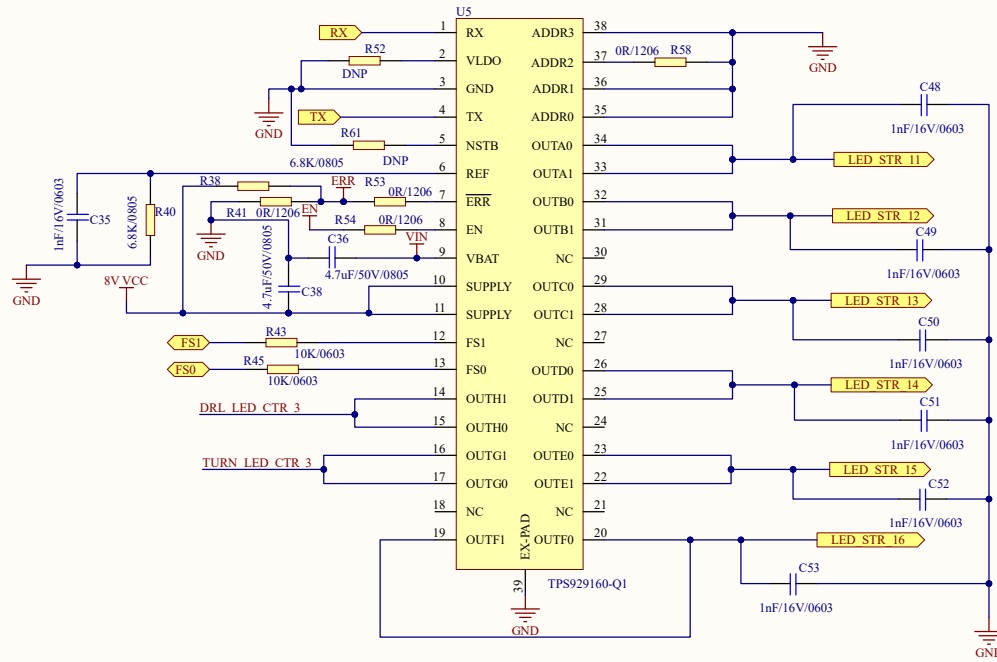 U5
RX
1
RX
ADDR3
38
GND
R52
DNP
2
VLDO
ADDR2
37
0R/1206
R58
3
GND
ADDR1
36
GND
TX
4
TX
ADDR0
35
C48
1nF/16V/0603
R61
DNP
5
NSTB
OUTA0
34
LED_STR_11
6.8K/0805
6
REF
OUTA1
33
R38
ERR
R53
0R/1206
7
ERR
OUTB0
32
1nF/16V/0603
C35
6.8K/0805
R40
R41
0R/1206
EN
R54
8
EN
OUTB1
31
LED_STR_12
C49
1nF/16V/0603
GND
4.7uF/50V/0805
C36
VIN
4.7uF/50V/0805
9
VBAT
NC
30
GND
8V VCC
C38
10
SUPPLY
OUTC0
29
LED_STR_13
11
SUPPLY
OUTC1
28
C50
1nF/16V/0603
FS1
R43
10K/0603
12
FS1
NC
27
FS0
R45
10K/0603
13
FS0
OUTD0
26
LED_STR_14
14
OUTH1
OUTD1
25
C51
1nF/16V/0603
DRL_LED_CTR_3
15
OUTH0
NC
24
16
OUTG1
OUTE0
23
TURN_LED_CTR_3
LED_STR_15
17
OUTG0
OUTE1
22
C52
1nF/16V/0603
18
NC
NC
21
19
OUTF1
EX-PAD
OUTF0
20
LED_STR_16
39
TPS929160-Q1
C53
1nF/16V/0603
GND
GND